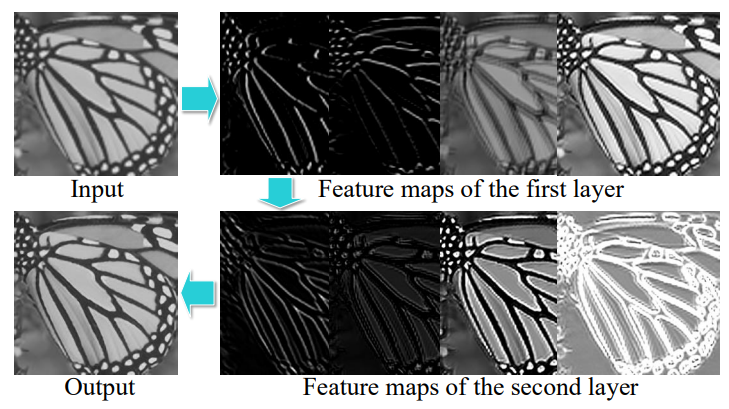 Input
Feature maps of the first layer
Output
Feature maps of the second layer